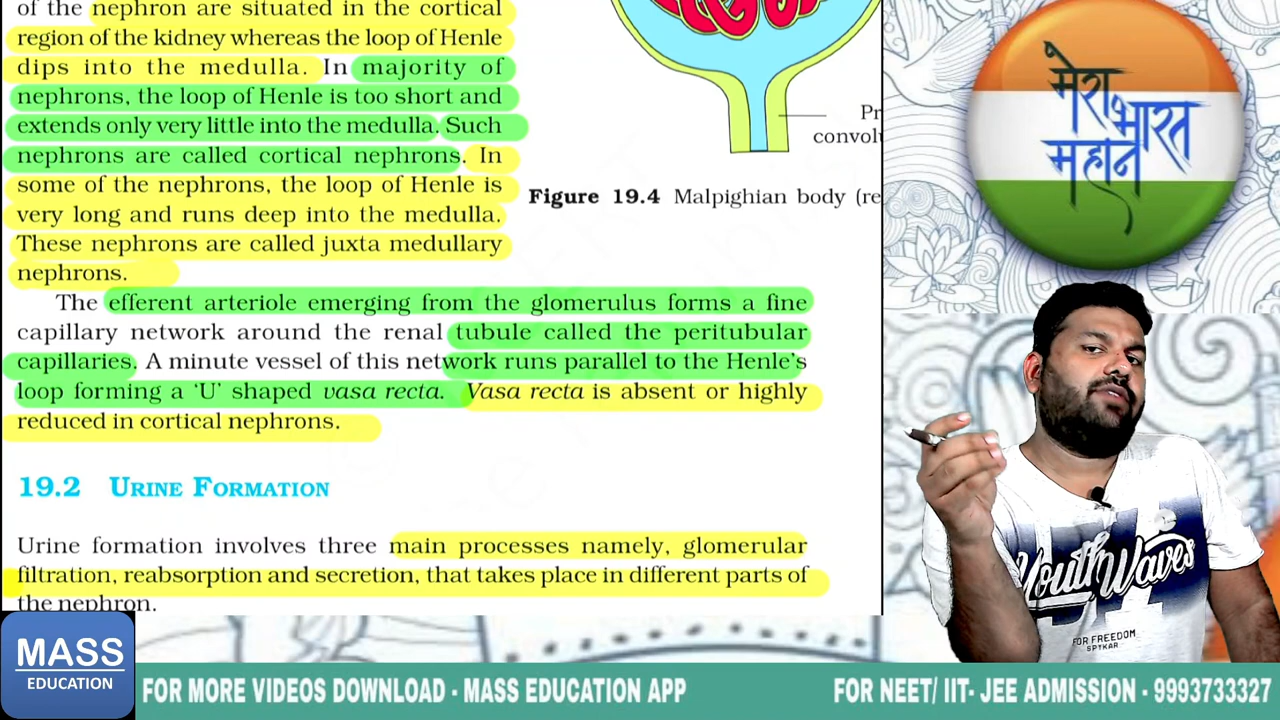 of the nephron are situated in the cortical
region of the kidney whereas the loop of Henle
dips into the medulla. In majority of
nephrons, the loop of Henle is too short and
extends only very little into the medulla. Such
nephrons are called cortical nephrons. In
some of the nephrons, the loop of Henle is
very long and runs deep into the medulla.
These nephrons are called juxta medullary
nephrons.
Pr
convolu
Figure 19.4 Malpighian body (re
The efferent arteriole emerging from the glomerulus forms a fine
capillary network around the renal tubule called the peritubular
capillaries. A minute vessel of this network runs parallel to the Henle's
loop forming a 'U' shaped vasa recta. Vasa recta is absent or highly
reduced in cortical nephrons.
19.2 URINE FORMATION
Urine formation involves three main processes namely, glomerular
filtration, reabsorption and secretion, that takes place in different parts of
the nephron.
मेरा
भारत
महान
YouthWaves
FOR FREEDOM
SPYKAR
MASS
EDUCATION
FOR MORE VIDEOS DOWNLOAD - MASS EDUCATION APP
FOR NEET/ IIT- JEE ADMISSION - 9993733327